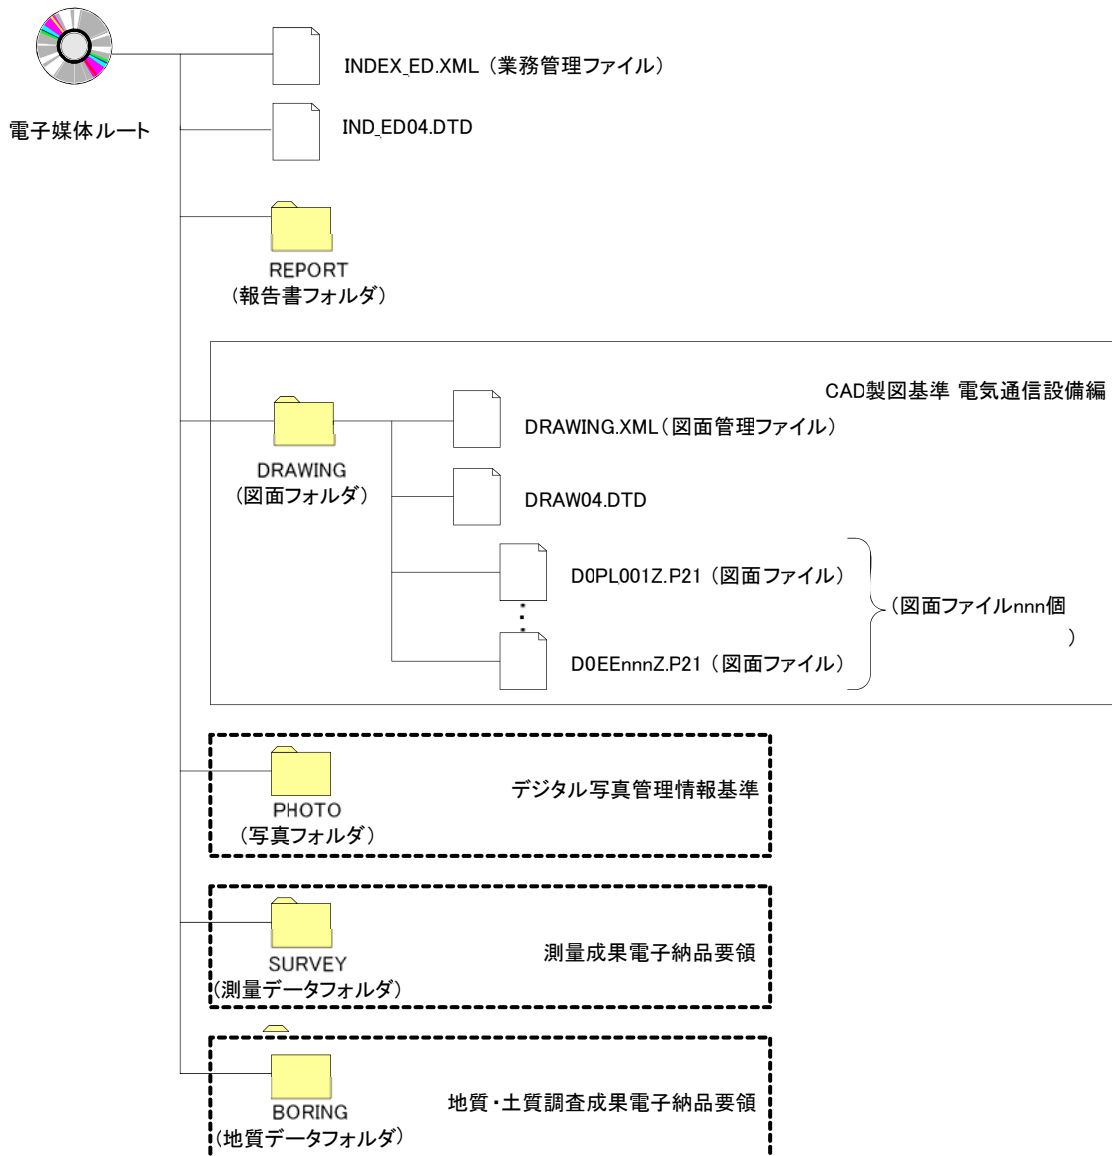 電子媒体ルート
INDEX_ED.XML（業務管理ファイル）
IND_ED04.DTD
REPORT
(報告書フォルダ）
CAD製図基準 電気通信設備編
DRAWING
(図面フォルダ）
DRAWING.XML（図面管理ファイル）
DRAW04.DTD
D0PL001Z.P21（図面ファイル）
D0EEnnnZ.P21（図面ファイル）
（図面ファイルnnn個
）
PHOTO
(写真フォルダ）
デジタル写真管理情報基準
SURVEY
(測量データフォルダ）
測量成果電子納品要領
BORING
(地質データフォルダ）
地質・土質調査成果電子納品要領